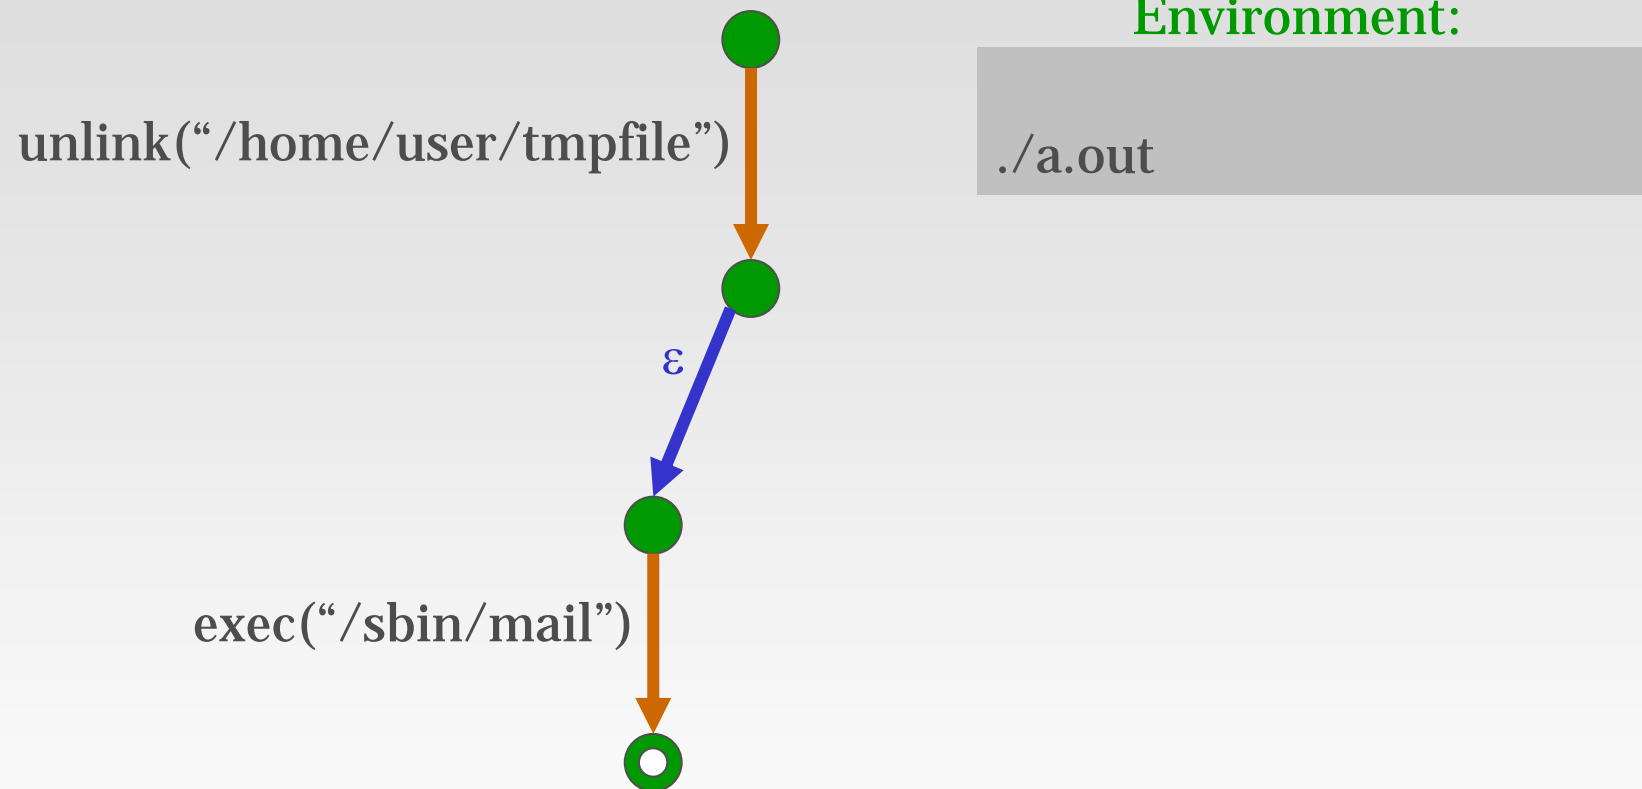 Environment:
unlink(“/home/user/tmpfile”)
./a.out
ε
exec(“/sbin/mail”)